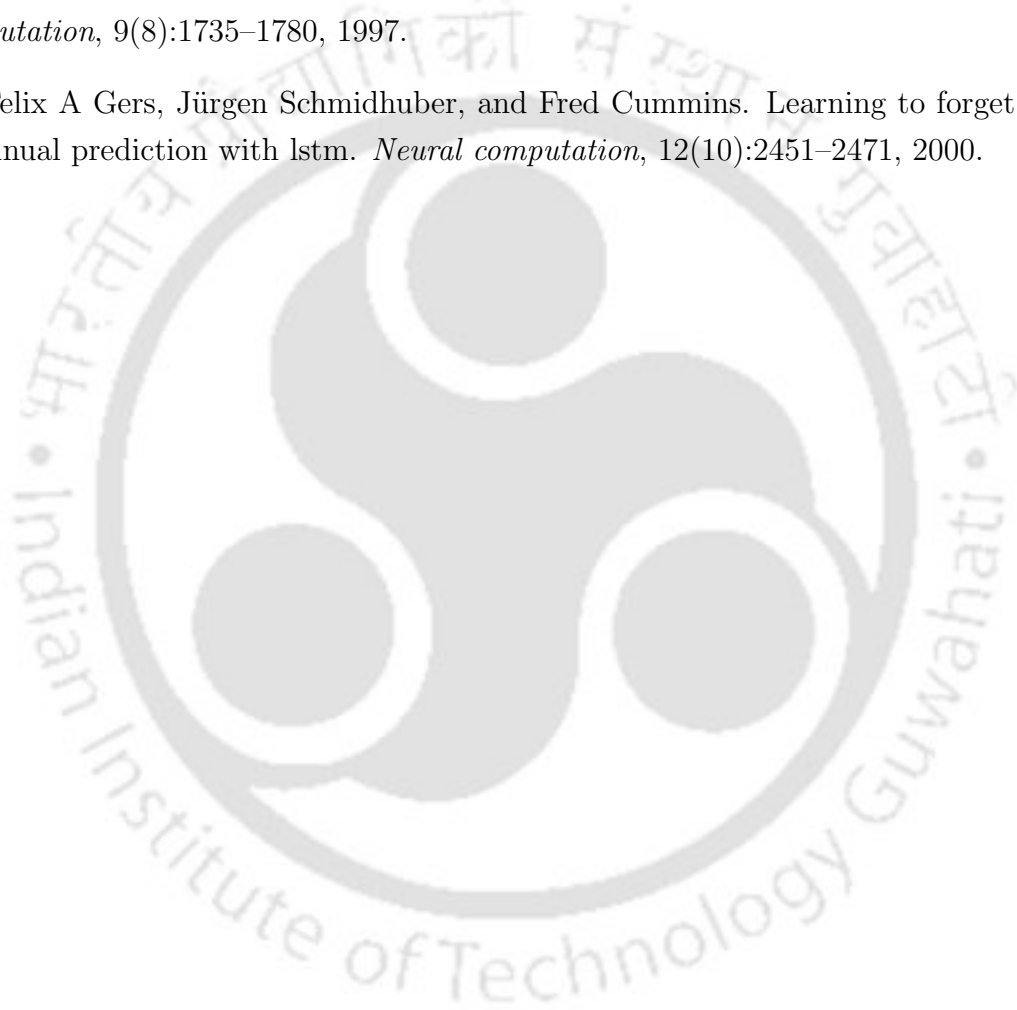 utation, 9(8):1735–1780, 1997.
elix A Gers, Jürgen Schmidhuber, and Fred Cummins. Learning to forget
nual prediction with lstm. Neural computation, 12(10):2451–2471, 2000.
भारतीय प्रौद्योगिकी संस्थान गुवाहाटी
Indian Institute of Technology Guwahati